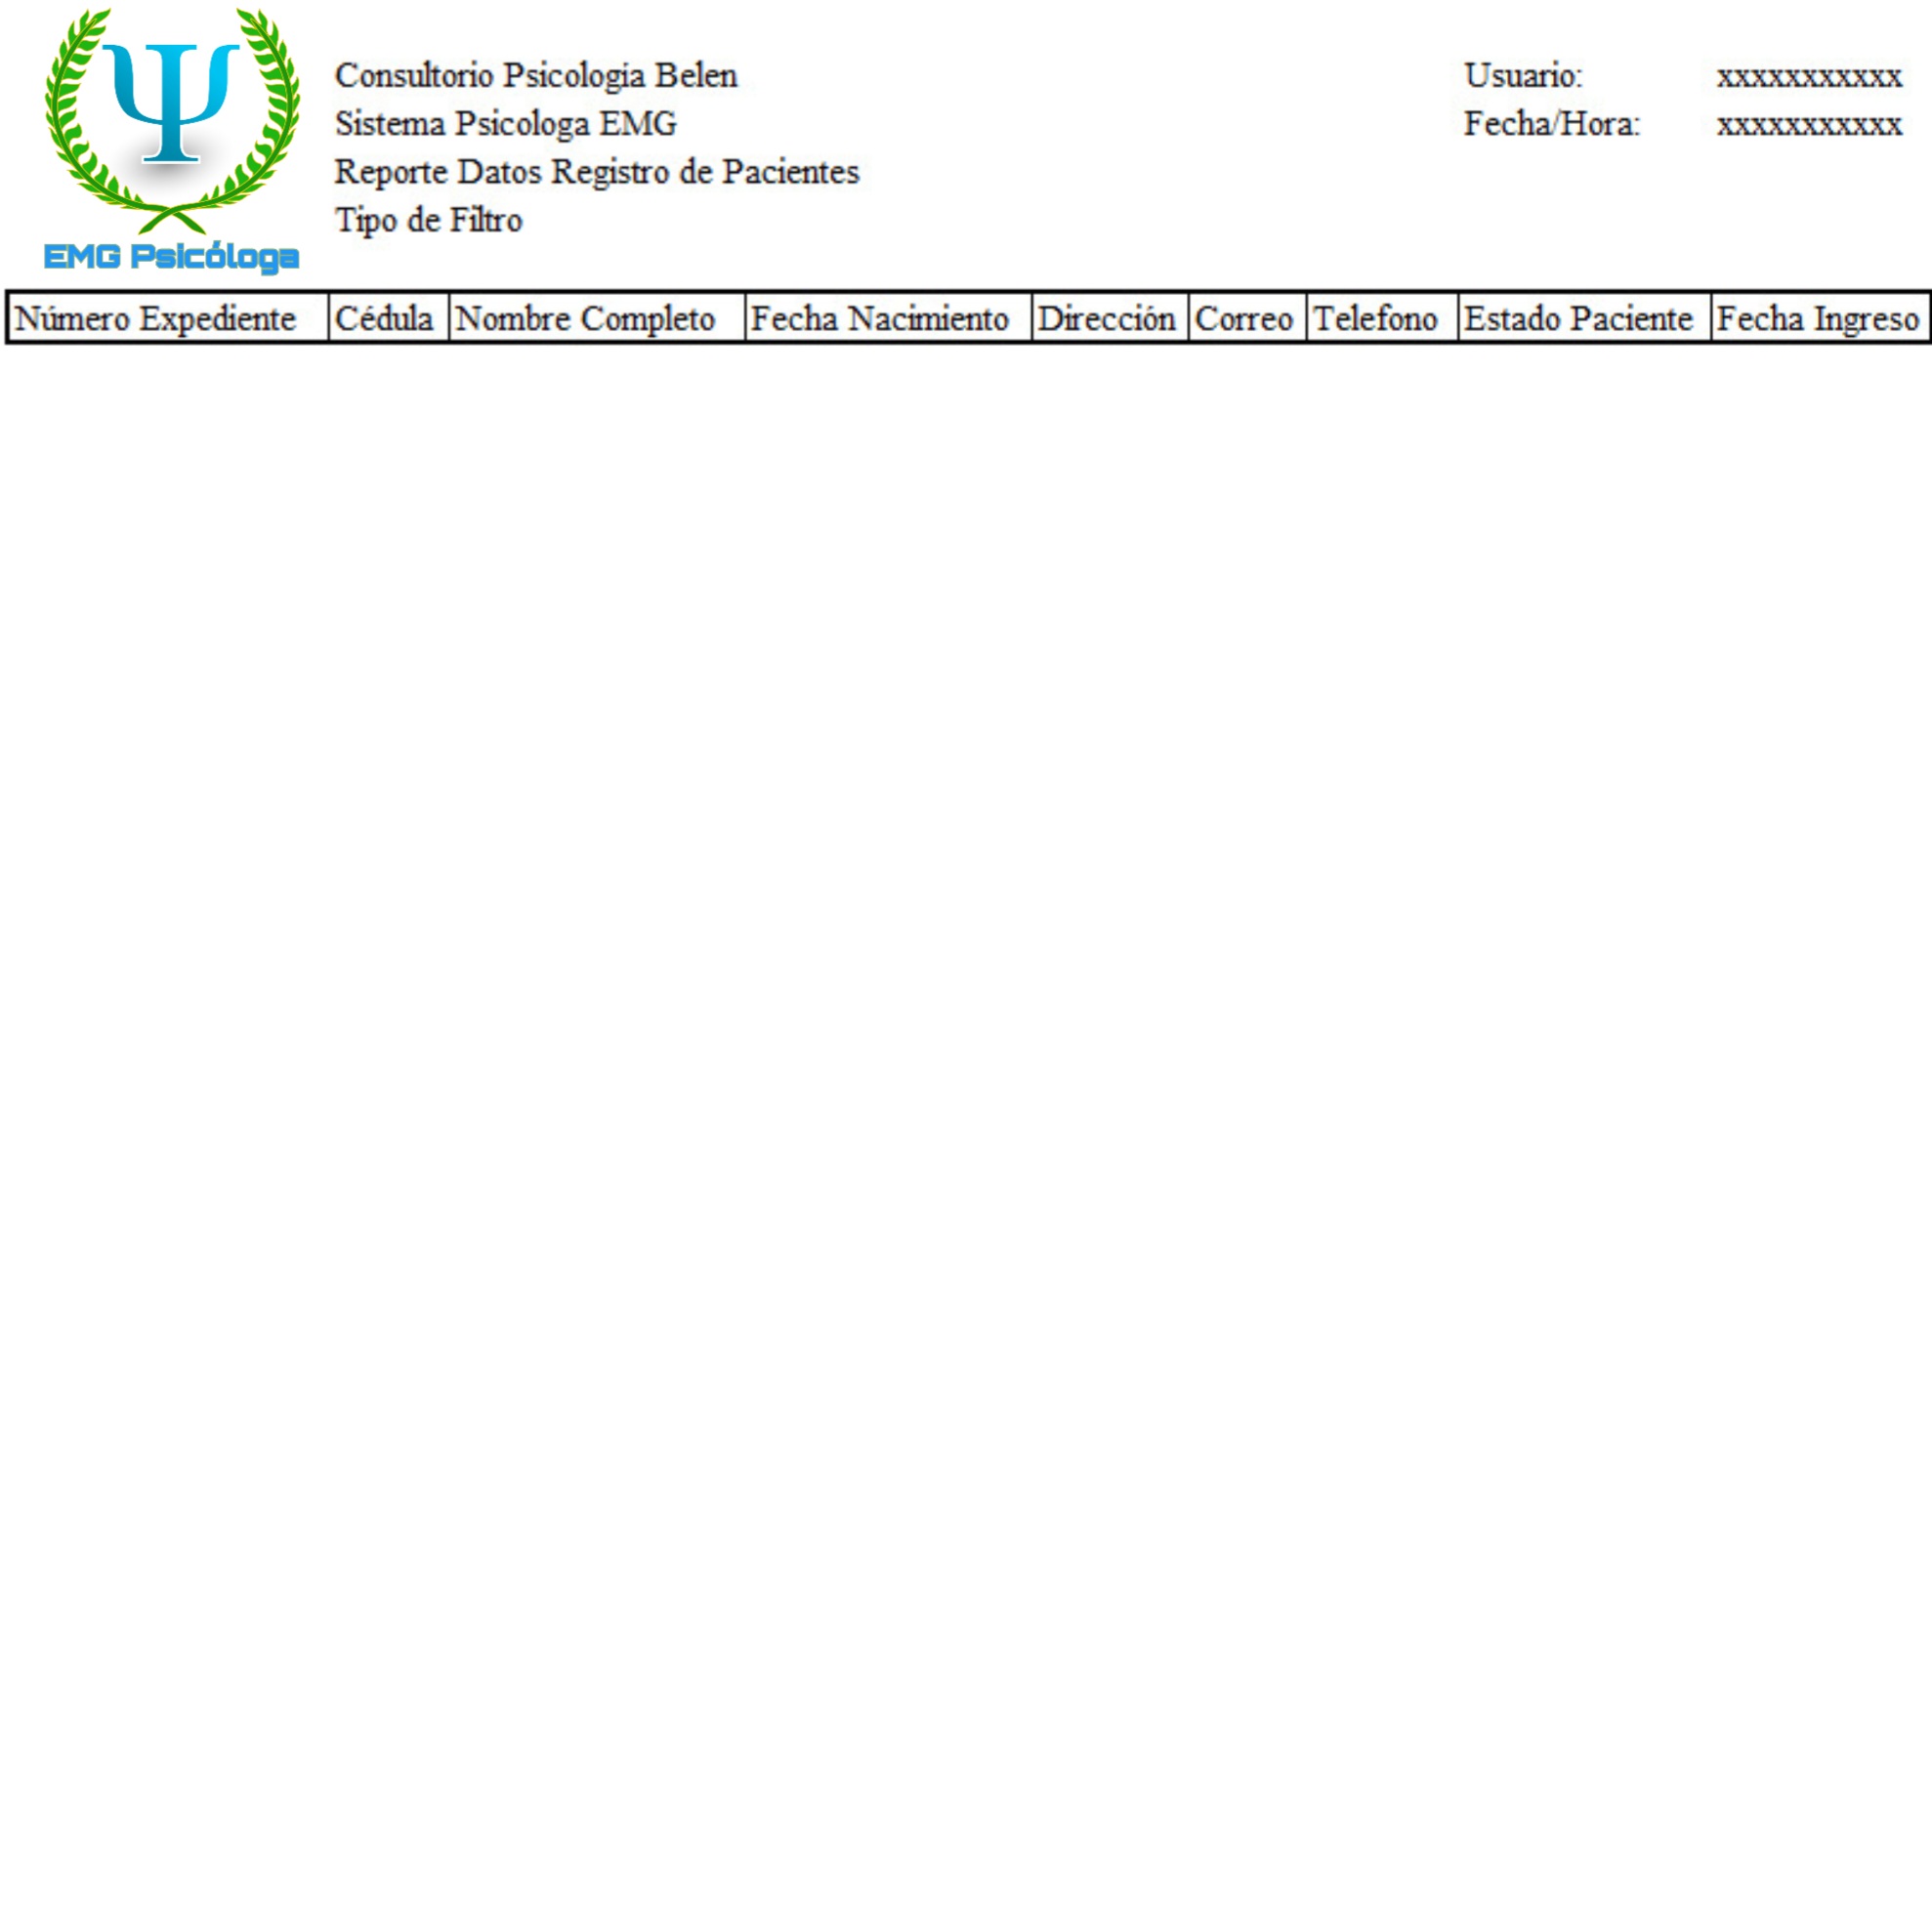 Ψ
EMG Psicóloga
Consultorio Psicologia Belen
Sistema Psicologa EMG
Reporte Datos Registro de Pacientes
Tipo de Filtro
Usuario: xxxxxxxxxxx
Fecha/Hora: xxxxxxxxxxx
Número Expediente Cédula Nombre Completo Fecha Nacimiento Dirección Correo Telefono Estado Paciente Fecha Ingreso